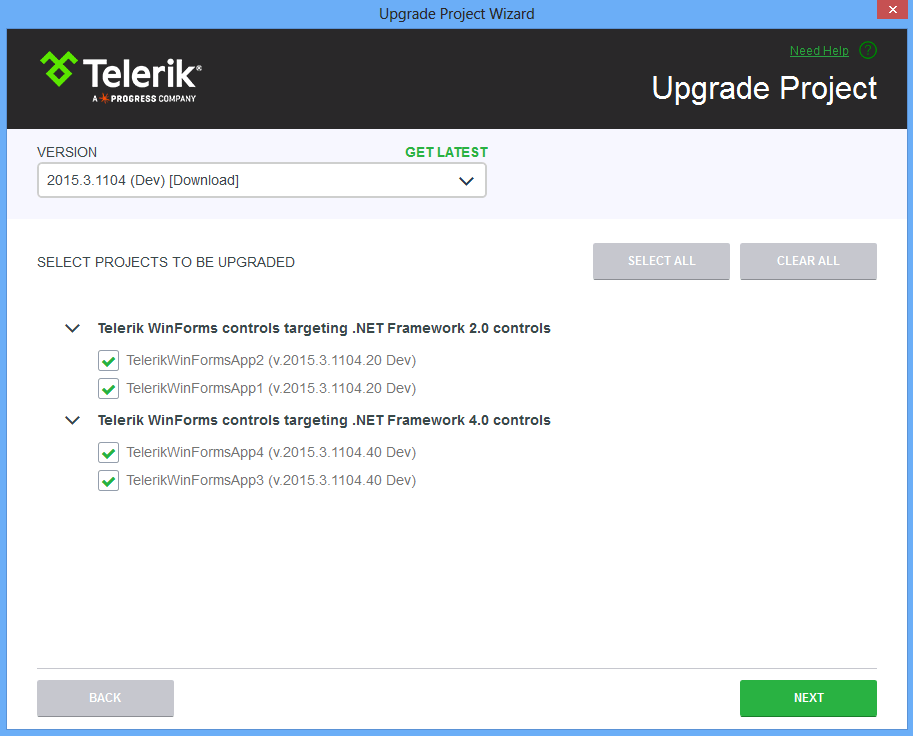 Upgrade Project Wizard
Need Help ?
Telerik®
A PROGRESS COMPANY
Upgrade Project
VERSION GET LATEST
2015.3.1104 (Dev) [Download]
SELECT PROJECTS TO BE UPGRADED SELECT ALL CLEAR ALL
Telerik WinForms controls targeting .NET Framework 2.0 controls
TelerikWinFormsApp2 (v.2015.3.1104.20 Dev)
TelerikWinFormsApp1 (v.2015.3.1104.20 Dev)
Telerik WinForms controls targeting .NET Framework 4.0 controls
TelerikWinFormsApp4 (v.2015.3.1104.40 Dev)
TelerikWinFormsApp3 (v.2015.3.1104.40 Dev)
BACK NEXT